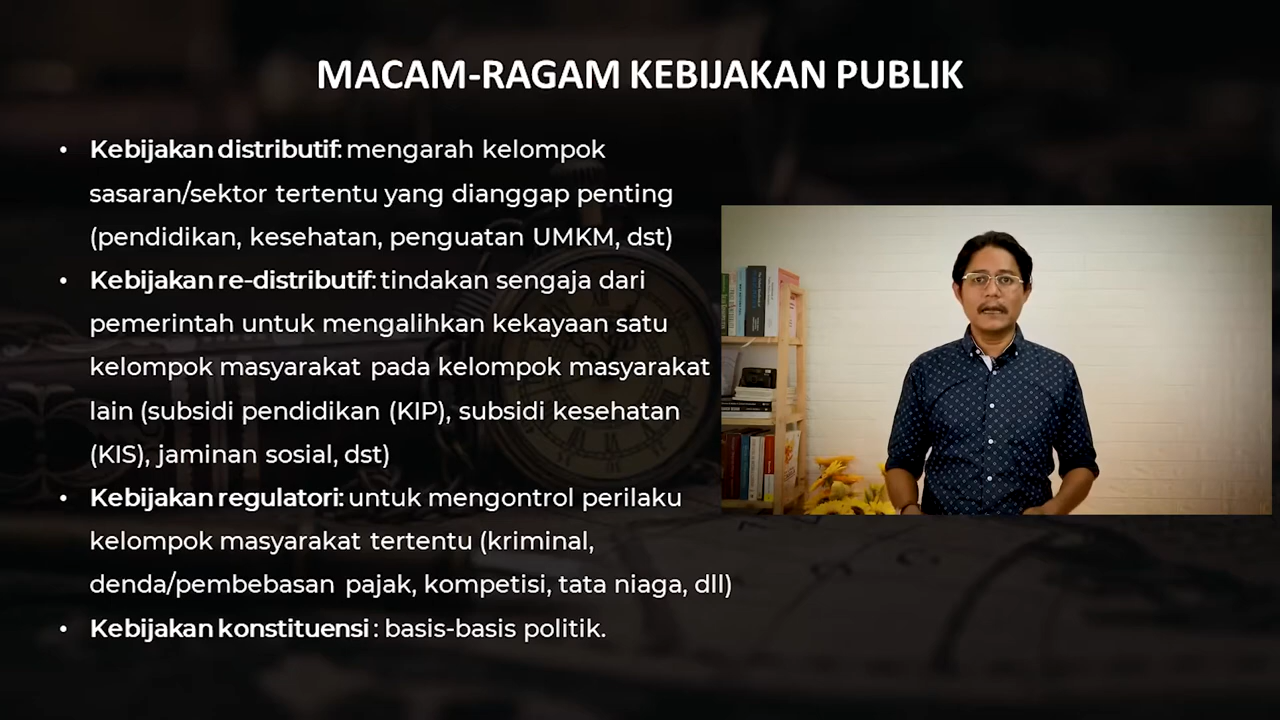 MACAM-RAGAM KEBIJAKAN PUBLIK
• Kebijakan distributif: mengarah kelompok
sasaran/sektor tertentu yang dianggap penting
(pendidikan, kesehatan, penguatan UMKM, dst)
• Kebijakan re-distributif: tindakan sengaja dari
pemerintah untuk mengalihkan kekayaan satu
kelompok masyarakat pada kelompok masyarakat
lain (subsidi pendidikan (KIP), subsidi kesehatan
(KIS), jaminan sosial, dst)
• Kebijakan regulatori: untuk mengontrol perilaku
kelompok masyarakat tertentu (kriminal,
denda/pembebasan pajak, kompetisi, tata niaga, dll)
• Kebijakan konstituensi : basis-basis politik.